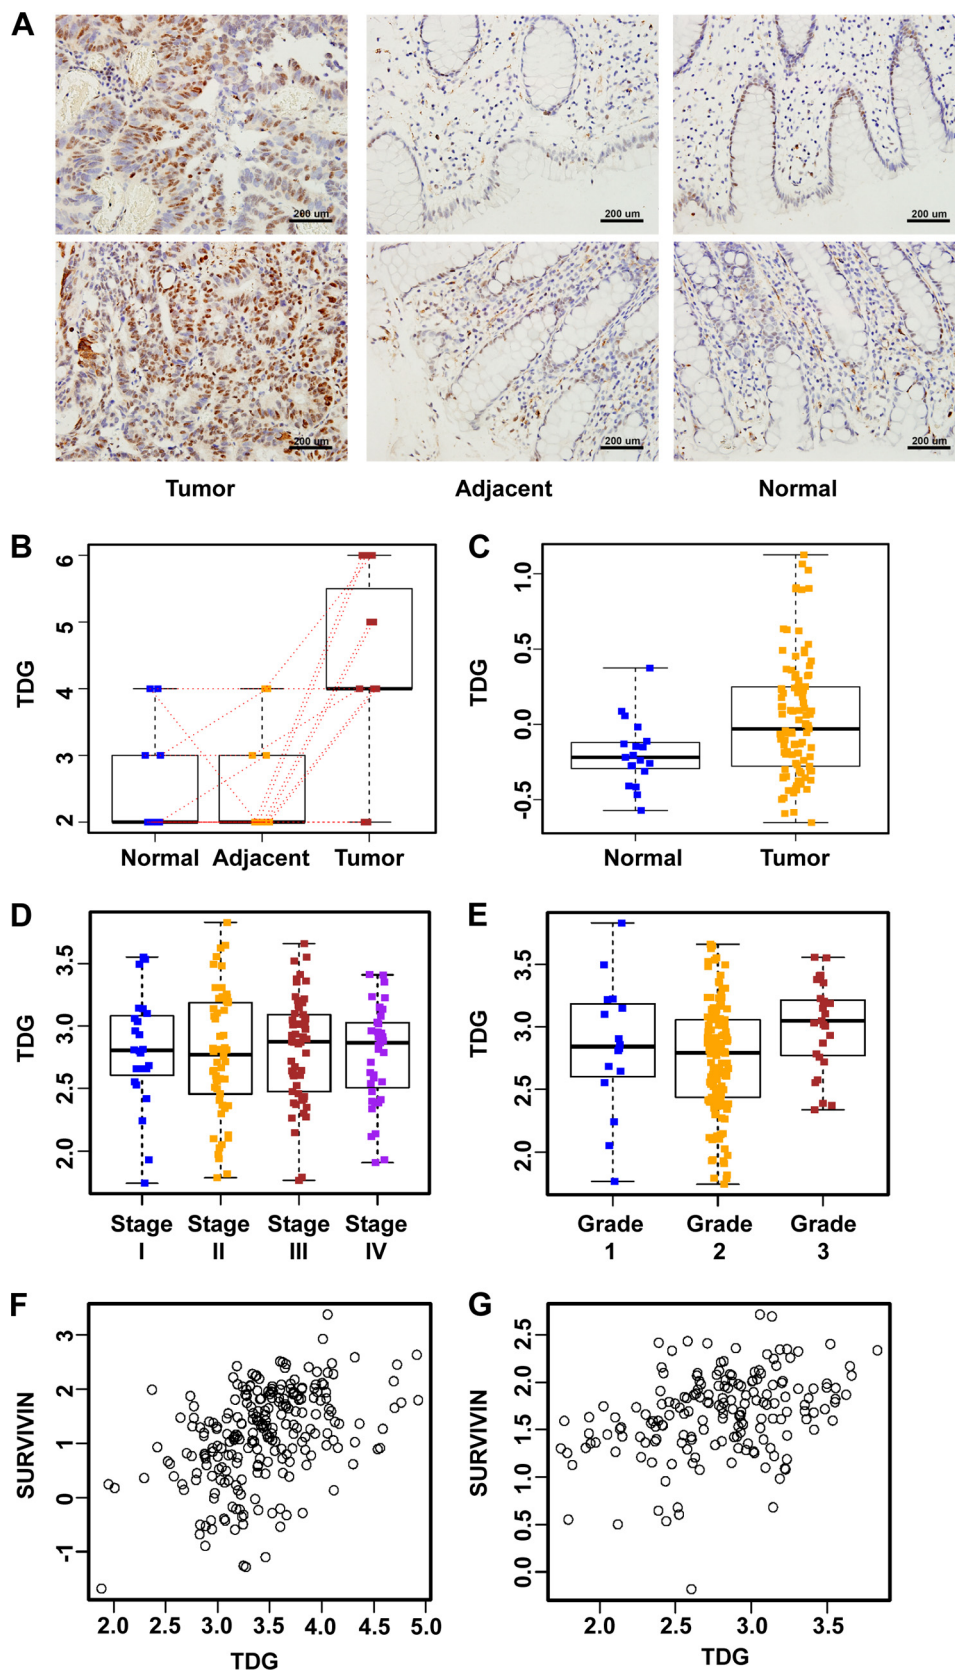 A
200 um
200 um
200 um
200 um
200 um
200 um
Tumor
Adjacent
Normal
B
TDG
6
5
4
3
2
Normal
Adjacent
Tumor
C
TDG
1.0
0.5
0.0
-0.5
Normal
Tumor
D
TDG
3.5
3.0
2.5
2.0
Stage I
Stage II
Stage III
Stage IV
E
TDG
3.5
3.0
2.5
2.0
Grade 1
Grade 2
Grade 3
F
SURVIVIN
3
2
1
0
-1
2.0 2.5 3.0 3.5 4.0 4.5 5.0
TDG
G
SURVIVIN
2.5
2.0
1.5
1.0
0.5
0.0
2.0 2.5 3.0 3.5
TDG